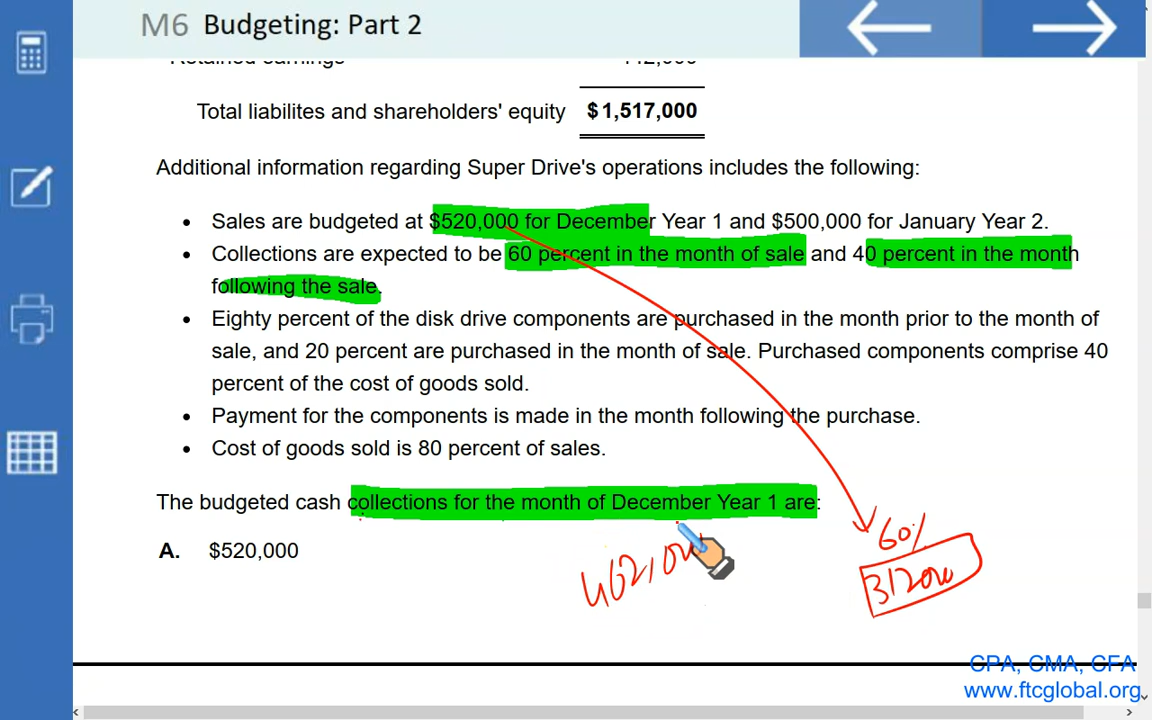 M6 Budgeting: Part 2
Total liabilites and shareholders' equity $1,517,000
Additional information regarding Super Drive's operations includes the following:
• Sales are budgeted at $520,000 for December Year 1 and $500,000 for January Year 2.
• Collections are expected to be 60 percent in the month of sale and 40 percent in the month
following the sale.
• Eighty percent of the disk drive components are purchased in the month prior to the month of
sale, and 20 percent are purchased in the month of sale. Purchased components comprise 40
percent of the cost of goods sold.
• Payment for the components is made in the month following the purchase.
• Cost of goods sold is 80 percent of sales.
The budgeted cash collections for the month of December Year 1 are:
60%
A. $520,000
312000
CPA, CMA, CFA
www.ftcglobal.org